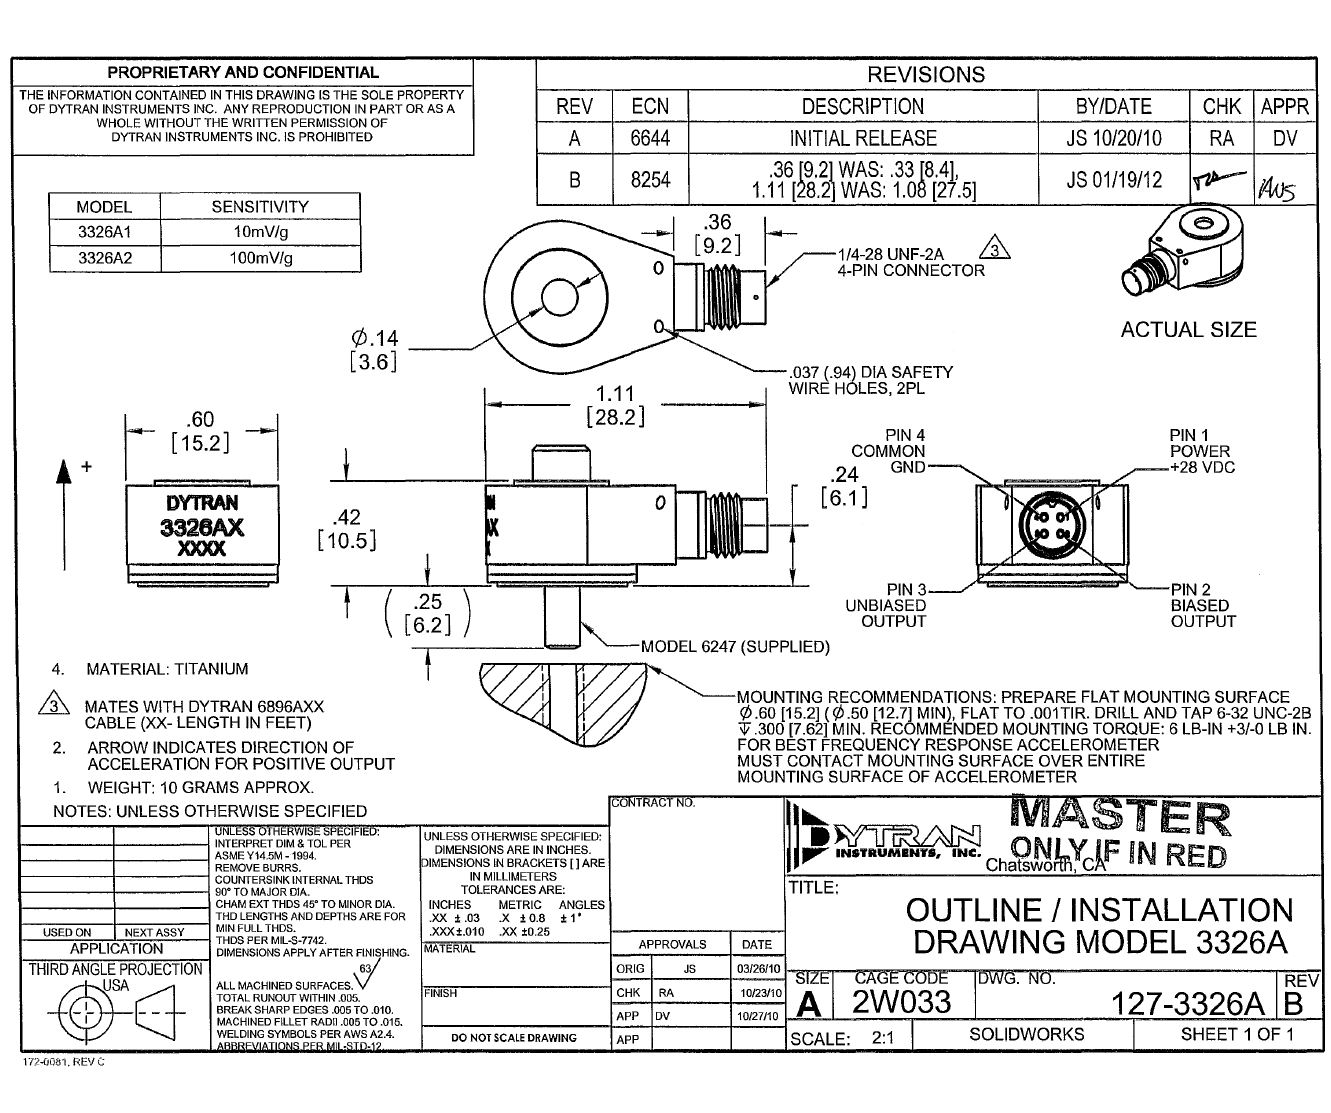 PROPRIETARY AND CONFIDENTIAL
THE INFORMATION CONTAINED IN THIS DRAWING IS THE SOLE PROPERTY
OF DYTRAN INSTRUMENTS INC. ANY REPRODUCTION IN PART OR AS A
WHOLE WITHOUT THE WRITTEN PERMISSION OF
DYTRAN INSTRUMENTS INC. IS PROHIBITED
REVISIONS
REV ECN DESCRIPTION BY/DATE CHK APPR
A 6644 INITIAL RELEASE JS 10/20/10 RA DV
B 8254 .36 [9.2] WAS: .33 [8.4],
1.11 [28.2] WAS: 1.08 [27.5] JS 01/19/12
MODEL SENSITIVITY
3326A1 10mV/g
3326A2 100mV/g
.36
[9.2]
1/4-28 UNF-2A
4-PIN CONNECTOR
3
ACTUAL SIZE
⌀.14
[3.6]
.037 (.94) DIA SAFETY
WIRE HOLES, 2PL
1.11
[28.2]
.60
[15.2]
+
DYTRAN
3326AX
XXXX
.42
[10.5]
IN
AX
X
.24
[6.1]
(.25
[6.2])
MODEL 6247 (SUPPLIED)
PIN 4
COMMON
GND
PIN 1
POWER
+28 VDC
PIN 3
UNBIASED
OUTPUT
PIN 2
BIASED
OUTPUT
4. MATERIAL: TITANIUM
3 MATES WITH DYTRAN 6896AXX
CABLE (XX- LENGTH IN FEET)
2. ARROW INDICATES DIRECTION OF
ACCELERATION FOR POSITIVE OUTPUT
1. WEIGHT: 10 GRAMS APPROX.
NOTES: UNLESS OTHERWISE SPECIFIED
MOUNTING RECOMMENDATIONS: PREPARE FLAT MOUNTING SURFACE
⌀.60 [15.2] (⌀.50 [12.7] MIN), FLAT TO .001TIR. DRILL AND TAP 6-32 UNC-2B
↧.300 [7.62] MIN. RECOMMENDED MOUNTING TORQUE: 6 LB-IN +3/-0 LB IN.
FOR BEST FREQUENCY RESPONSE ACCELEROMETER
MUST CONTACT MOUNTING SURFACE OVER ENTIRE
MOUNTING SURFACE OF ACCELEROMETER
USED ON NEXT ASSY
APPLICATION
THIRD ANGLE PROJECTION
USA
UNLESS OTHERWISE SPECIFIED:
INTERPRET DIM & TOL PER
ASME Y14.5M - 1994.
REMOVE BURRS.
COUNTERSINK INTERNAL THDS
90° TO MAJOR DIA.
CHAM EXT THDS 45° TO MINOR DIA.
THD LENGTHS AND DEPTHS ARE FOR
MIN FULL THDS.
THDS PER MIL-S-7742.
DIMENSIONS APPLY AFTER FINISHING.
63
ALL MACHINED SURFACES.
TOTAL RUNOUT WITHIN .005.
BREAK SHARP EDGES .005 TO .010.
MACHINED FILLET RADII .005 TO .015.
WELDING SYMBOLS PER AWS A2.4.
ABBREVIATIONS PER MIL-STD-12.
UNLESS OTHERWISE SPECIFIED:
DIMENSIONS ARE IN INCHES.
DIMENSIONS IN BRACKETS [ ] ARE
IN MILLIMETERS
TOLERANCES ARE:
INCHES METRIC ANGLES
.XX ±.03 .X ±0.8 ±1°
.XXX±.010 .XX ±0.25
MATERIAL
FINISH
DO NOT SCALE DRAWING
CONTRACT NO.
APPROVALS DATE
ORIG JS 03/26/10
CHK RA 10/23/10
APP DV 10/27/10
APP
DYTRAN
INSTRUMENTS, INC.
Chatsworth, CA
MASTER
ONLY IF IN RED
TITLE:
OUTLINE / INSTALLATION
DRAWING MODEL 3326A
SIZE CAGE CODE DWG. NO. REV
A 2W033 127-3326A B
SCALE: 2:1 SOLIDWORKS SHEET 1 OF 1
172-0081, REV C